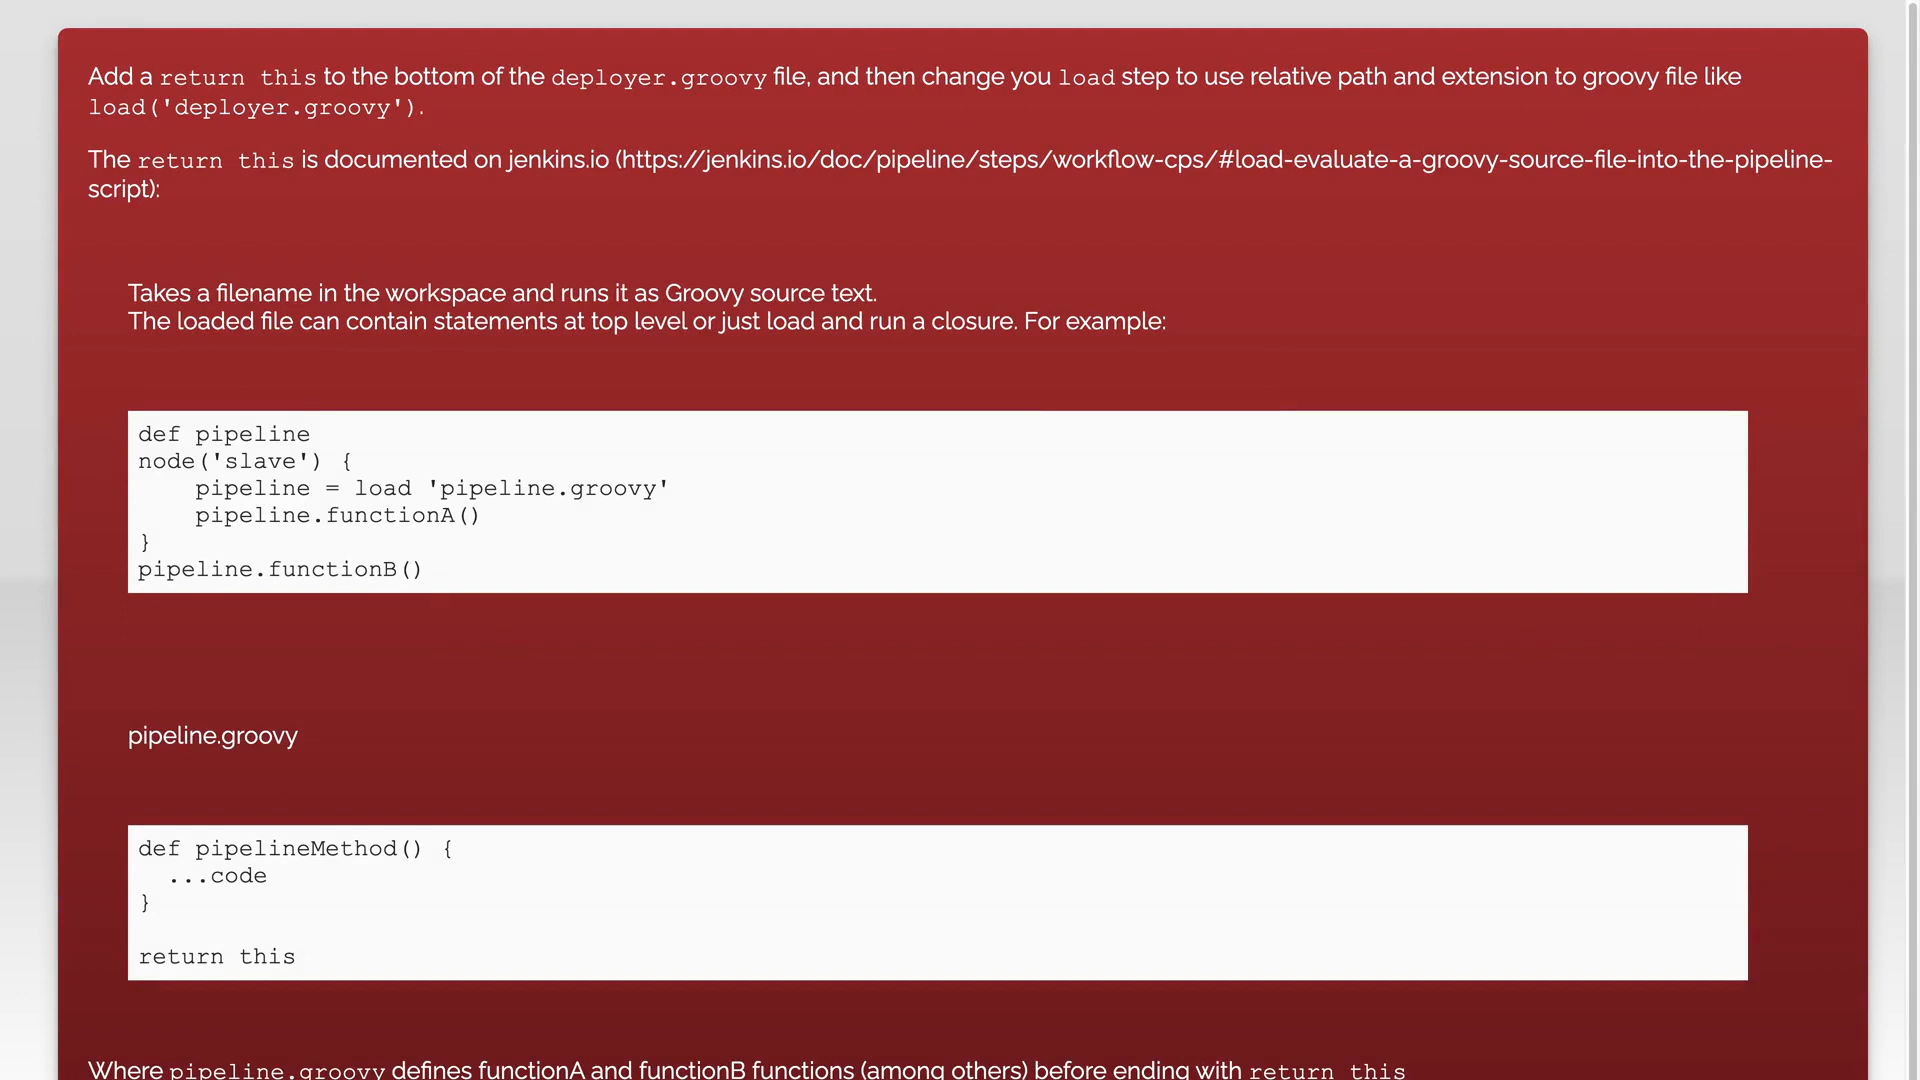 Add a return this to the bottom of the deployer.groovy file, and then change you load step to use relative path and extension to groovy file like
load('deployer.groovy').
The return this is documented on jenkins.io (https://jenkins.io/doc/pipeline/steps/workflow-cps/#load-evaluate-a-groovy-source-file-into-the-pipeline-
script):
Takes a filename in the workspace and runs it as Groovy source text.
The loaded file can contain statements at top level or just load and run a closure. For example:
def pipeline
node('slave') {
    pipeline = load 'pipeline.groovy'
    pipeline.functionA()
}
pipeline.functionB()
pipeline.groovy
def pipelineMethod() {
  ...code
}
return this
Where pipeline.groovy defines functionA and functionB functions (among others) before ending with return this